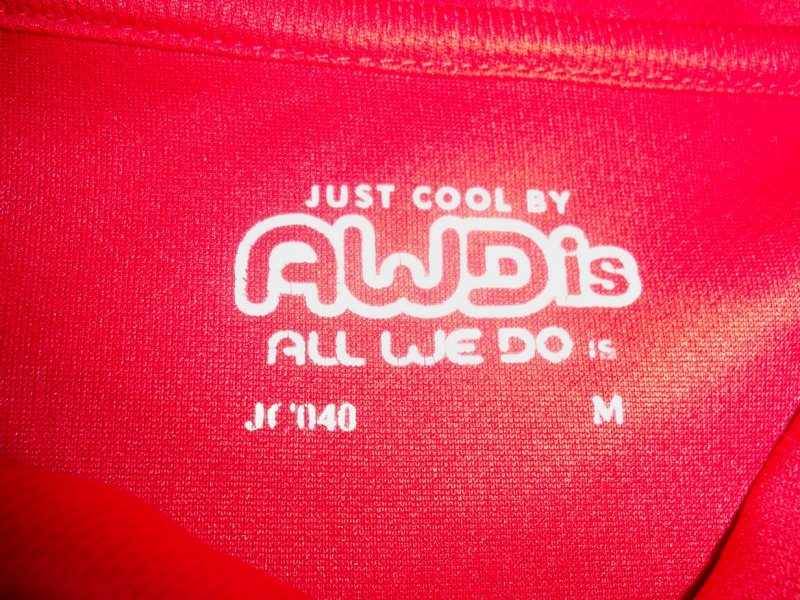 JUST COOL BY
AWDis
ALL WE DO IS
JC040 M